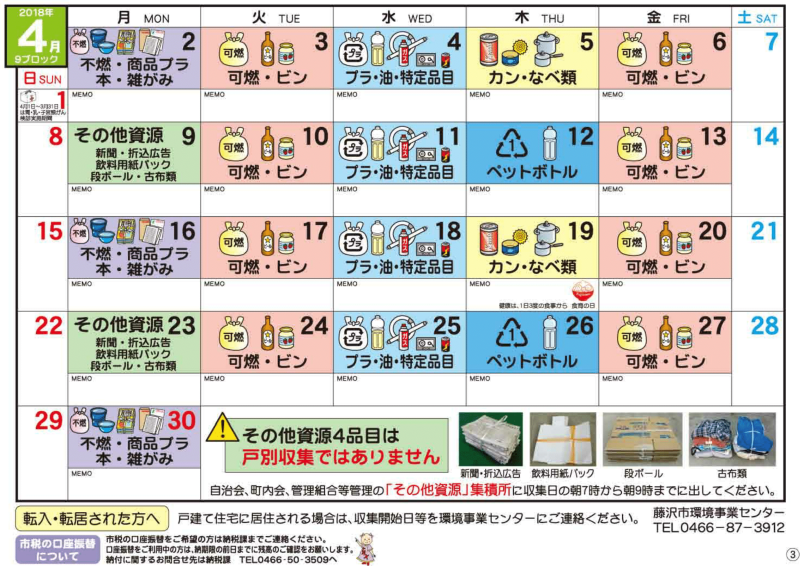 2018年
4月
9ブロック
月 MON 火 TUE 水 WED 木 THU 金 FRI 土 SAT
日 SUN
不燃 2
不燃・商品プラ
本・雑がみ
MEMO
可燃 3
可燃・ビン
MEMO
プラ 4
プラ・油・特定品目
MEMO
5
カン・なべ類
MEMO
可燃 6
可燃・ビン
MEMO
7
1
4月1日~3月31日
は胃・乳・子宮頸がん
検診実施期間
8
その他資源 9
新聞・折込広告
飲料用紙パック
段ボール・古布類
MEMO
可燃 10
可燃・ビン
MEMO
プラ 11
プラ・油・特定品目
MEMO
1 12
ペットボトル
MEMO
可燃 13
可燃・ビン
MEMO
14
15
不燃 16
不燃・商品プラ
本・雑がみ
MEMO
可燃 17
可燃・ビン
MEMO
プラ 18
プラ・油・特定品目
MEMO
19
カン・なべ類
MEMO
健康は、1日3度の食事から 食育の日
可燃 20
可燃・ビン
MEMO
21
22
その他資源 23
新聞・折込広告
飲料用紙パック
段ボール・古布類
MEMO
可燃 24
可燃・ビン
MEMO
プラ 25
プラ・油・特定品目
MEMO
1 26
ペットボトル
MEMO
可燃 27
可燃・ビン
MEMO
28
29
不燃 30
不燃・商品プラ
本・雑がみ
MEMO
その他資源4品目は
戸別収集ではありません
新聞・折込広告 飲料用紙パック 段ボール 古布類
自治会、町内会、管理組合等管理の「その他資源」集積所に収集日の朝7時から朝9時までに出してください。
転入・転居された方へ 戸建て住宅に居住される場合は、収集開始日等を環境事業センターにご連絡ください。
藤沢市環境事業センター
TEL0466-87-3912
市税の口座振替
について
市税の口座振替をご希望の方は納税課までご連絡ください。
口座振替をご利用中の方は、納期限の前日までに残高のご確認をお願いします。
納付に関するお問合せ先は納税課 TEL0466-50-3509へ
③